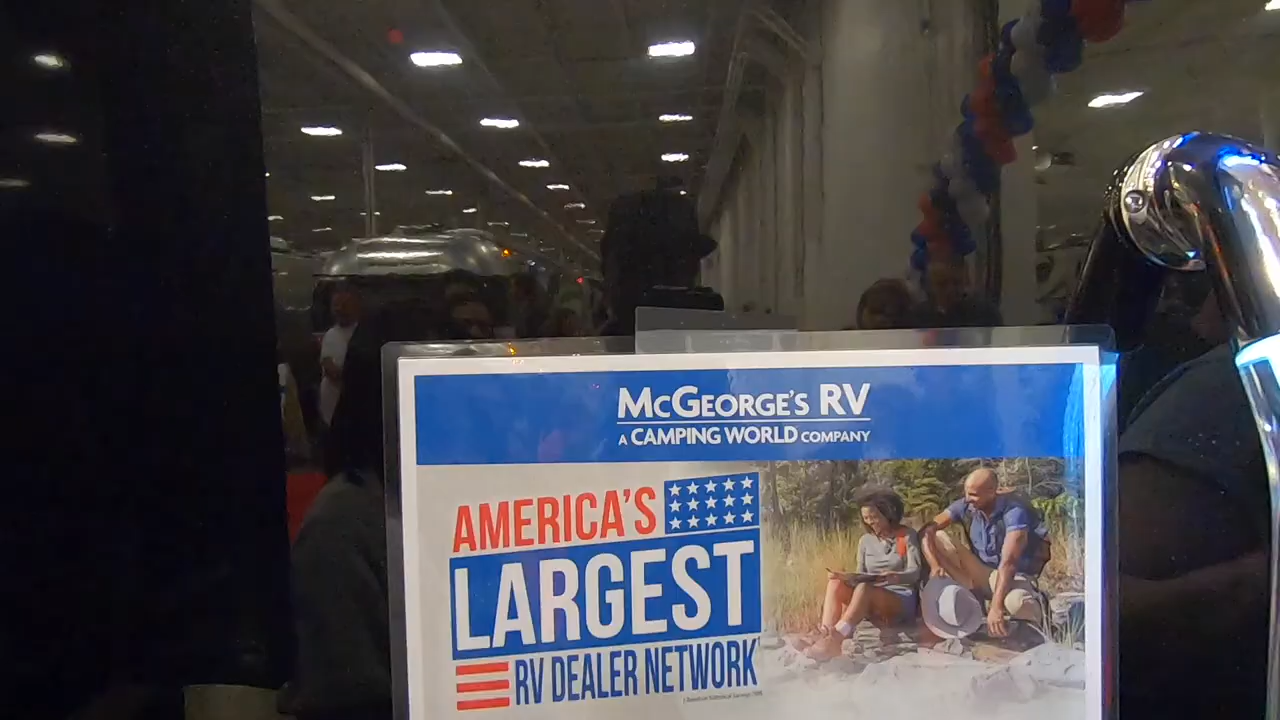 McGeorge's RV
A CAMPING WORLD COMPANY
AMERICA'S
LARGEST
RV DEALER NETWORK